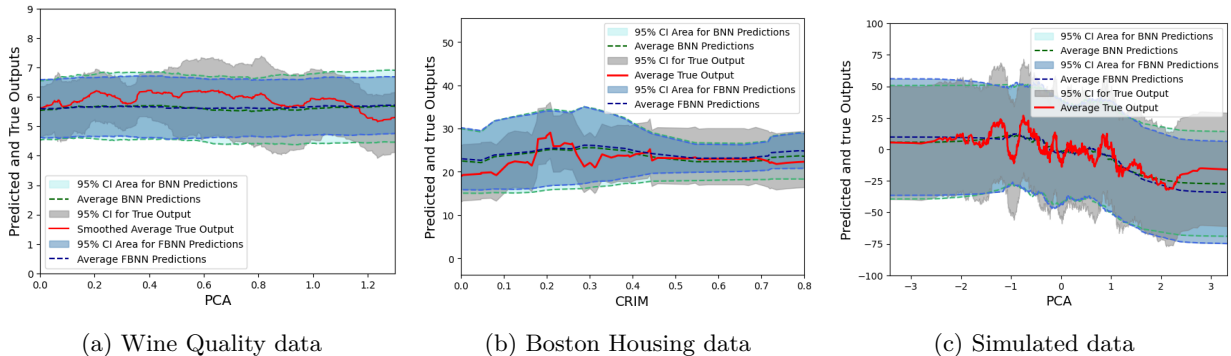 9
8
7
6
5
4
3
2
1
0
Predicted and True Outputs
95% CI Area for BNN Predictions
Average BNN Predictions
95% CI for True Output
Smoothed Average True Output
95% CI Area for FBNN Predictions
Average FBNN Predictions
0.0 0.2 0.4 0.6 0.8 1.0 1.2
PCA
(a) Wine Quality data
50
40
30
20
10
0
Predicted and true Outputs
95% CI Area for BNN Predictions
Average BNN Predictions
95% CI for True Output
Average True Output
95% CI Area for FBNN Predictions
Average FBNN Predictions
0.0 0.1 0.2 0.3 0.4 0.5 0.6 0.7 0.8
CRIM
(b) Boston Housing data
100
75
50
25
0
−25
−50
−75
−100
Predicted and true Outputs
95% CI Area for BNN Predictions
Average BNN Predictions
Average FBNN Predictions
95% CI Area for FBNN Predictions
95% CI for True Output
Average True Output
−3 −2 −1 0 1 2 3
PCA
(c) Simulated data